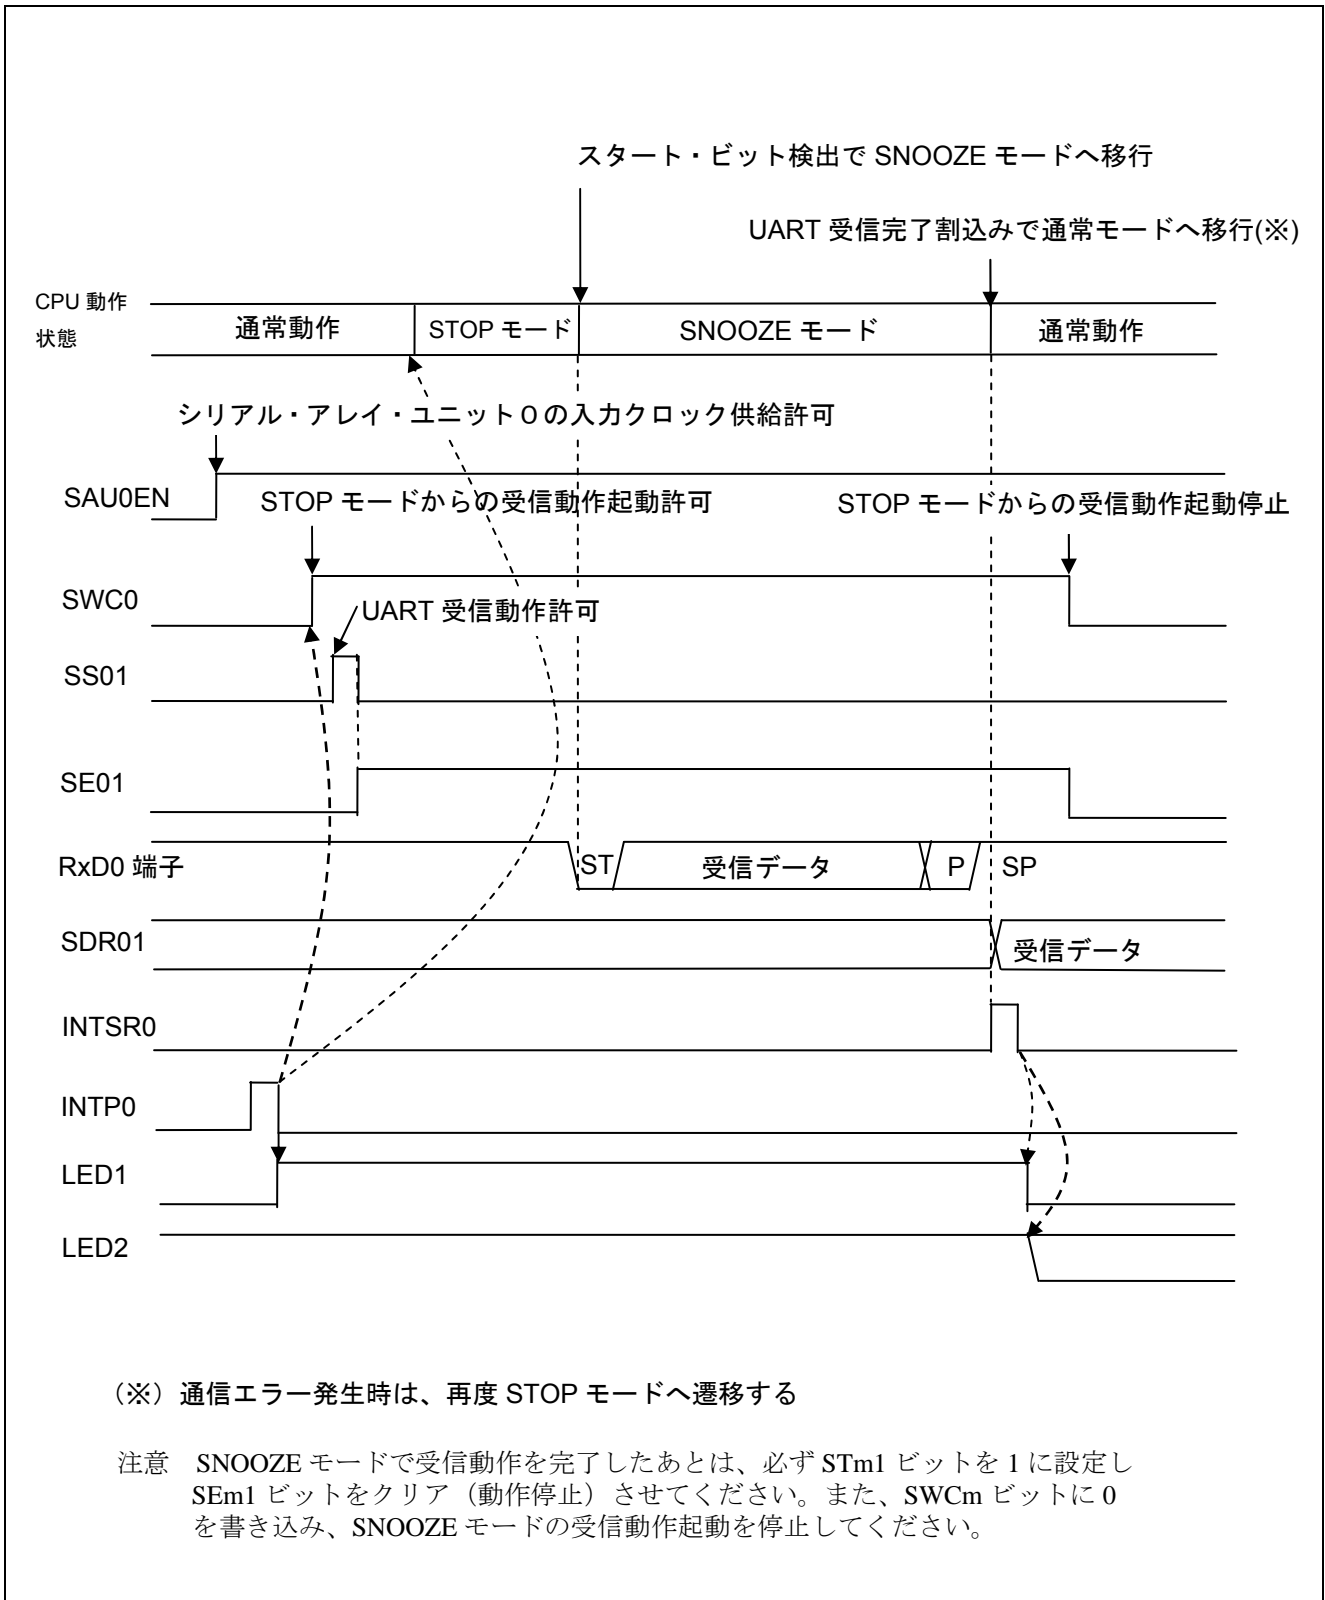 スタート・ビット検出で SNOOZE モードへ移行
UART 受信完了割込みで通常モードへ移行(※)
CPU 動作
状態
通常動作
STOP モード
SNOOZE モード
通常動作
シリアル・アレイ・ユニット０の入力クロック供給許可
SAU0EN
STOP モードからの受信動作起動許可
STOP モードからの受信動作起動停止
SWC0
UART 受信動作許可
SS01
SE01
RxD0 端子
ST
受信データ
P
SP
SDR01
受信データ
INTSR0
INTP0
LED1
LED2
（※）通信エラー発生時は、再度 STOP モードへ遷移する
注意 SNOOZE モードで受信動作を完了したあとは、必ず STm1 ビットを 1 に設定し
SEm1 ビットをクリア（動作停止）させてください。また、SWCm ビットに 0
を書き込み、SNOOZE モードの受信動作起動を停止してください。